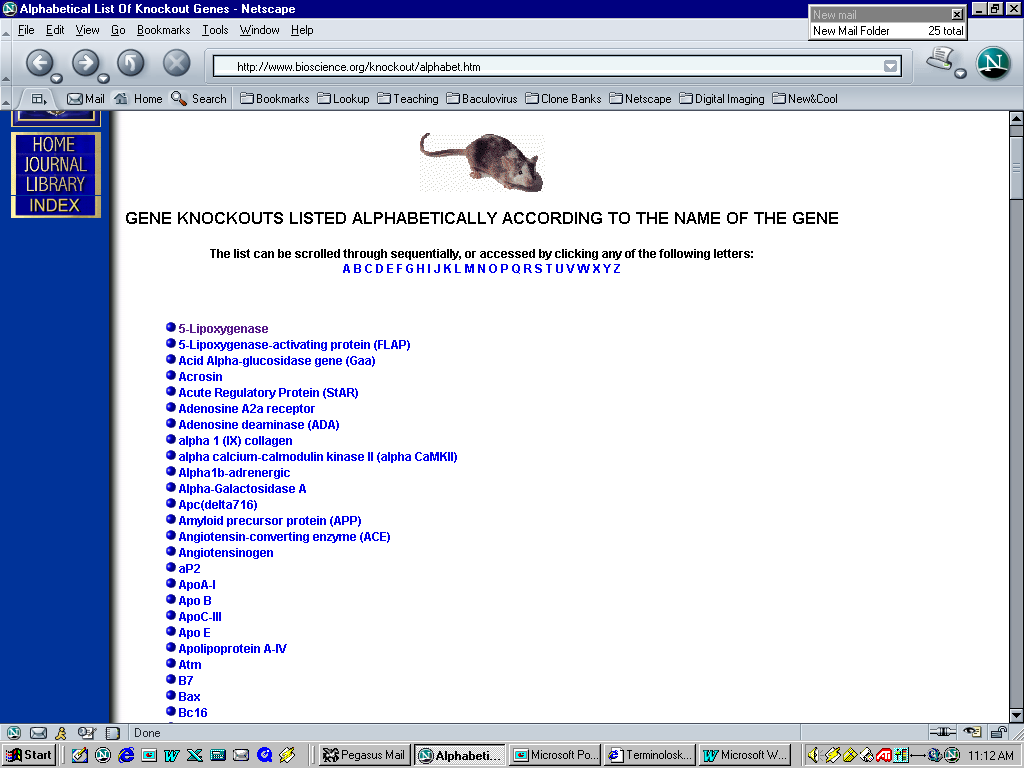 Alphabetical List Of Knockout Genes - Netscape
New mail
New Mail Folder 25 total
File Edit View Go Bookmarks Tools Window Help
http://www.bioscience.org/knockout/alphabet.htm
Mail Home Search Bookmarks Lookup Teaching Baculovirus Clone Banks Netscape Digital Imaging New&Cool
HOME
JOURNAL
LIBRARY
INDEX
GENE KNOCKOUTS LISTED ALPHABETICALLY ACCORDING TO THE NAME OF THE GENE
The list can be scrolled through sequentially, or accessed by clicking any of the following letters:
A B C D E F G H I J K L M N O P Q R S T U V W X Y Z
5-Lipoxygenase
5-Lipoxygenase-activating protein (FLAP)
Acid Alpha-glucosidase gene (Gaa)
Acrosin
Acute Regulatory Protein (StAR)
Adenosine A2a receptor
Adenosine deaminase (ADA)
alpha 1 (IX) collagen
alpha calcium-calmodulin kinase II (alpha CaMKII)
Alpha1b-adrenergic
Alpha-Galactosidase A
Apc(delta716)
Amyloid precursor protein (APP)
Angiotensin-converting enzyme (ACE)
Angiotensinogen
aP2
ApoA-I
Apo B
ApoC-III
Apo E
Apolipoprotein A-IV
Atm
B7
Bax
Bc16
Done
Start Pegasus Mail Alphabeti... Microsoft Po... Terminolosk... Microsoft W... 11:12 AM